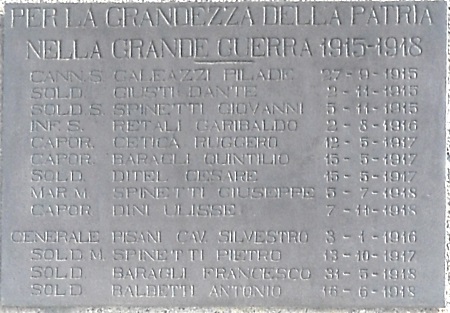 PER LA GRANDEZZA DELLA PATRIA
NELLA GRANDE GUERRA 1915-1918
CANN.S GALEAZZI PILADE 27-9-1915
SOLD. GIUSTI DANTE 2-11-1915
SOLD.S SPINETTI GIOVANNI 5-11-1915
INF.S. RETALI GARIBALDO 2-8-1916
CAPOR. CETICA RUGGERO 12-5-1917
CAPOR. BARAGLI QUINTILIO 15-5-1917
SOLD. DITEL CESARE 15-5-1917
MAR.M. SPINETTI GIUSEPPE 5-7-1918
CAPOR DINI ULISSE 7-11-1918
GENERALE PISANI CAV. SILVESTRO 3-1-1916
SOLD.M. SPINETTI PIETRO 13-10-1917
SOLD. BARAGLI FRANCESCO 31-5-1918
SOLD. BALDETTI ANTONIO 16-6-1918